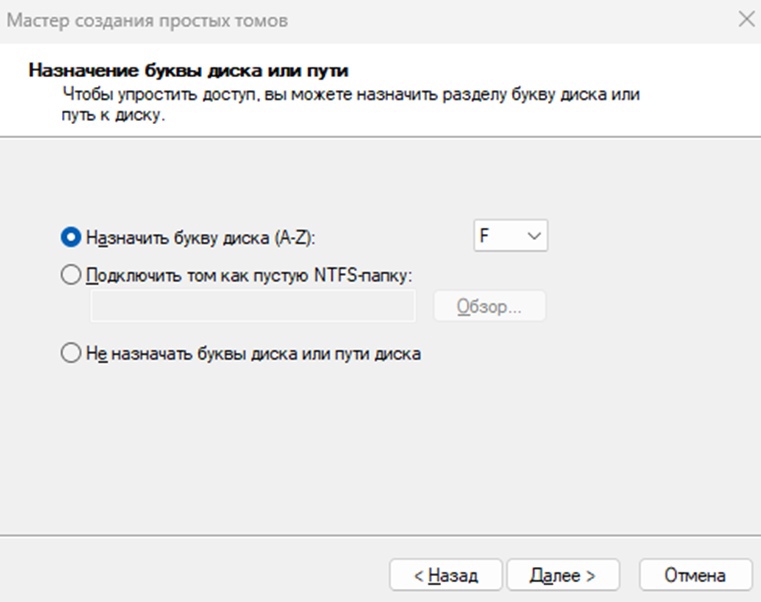 Мастер создания простых томов
Назначение буквы диска или пути
Чтобы упростить доступ, вы можете назначить разделу букву диска или
путь к диску.
Назначить букву диска (A-Z):
F
Подключить том как пустую NTFS-папку:
Обзор...
Не назначать буквы диска или пути диска
< Назад
Далее >
Отмена